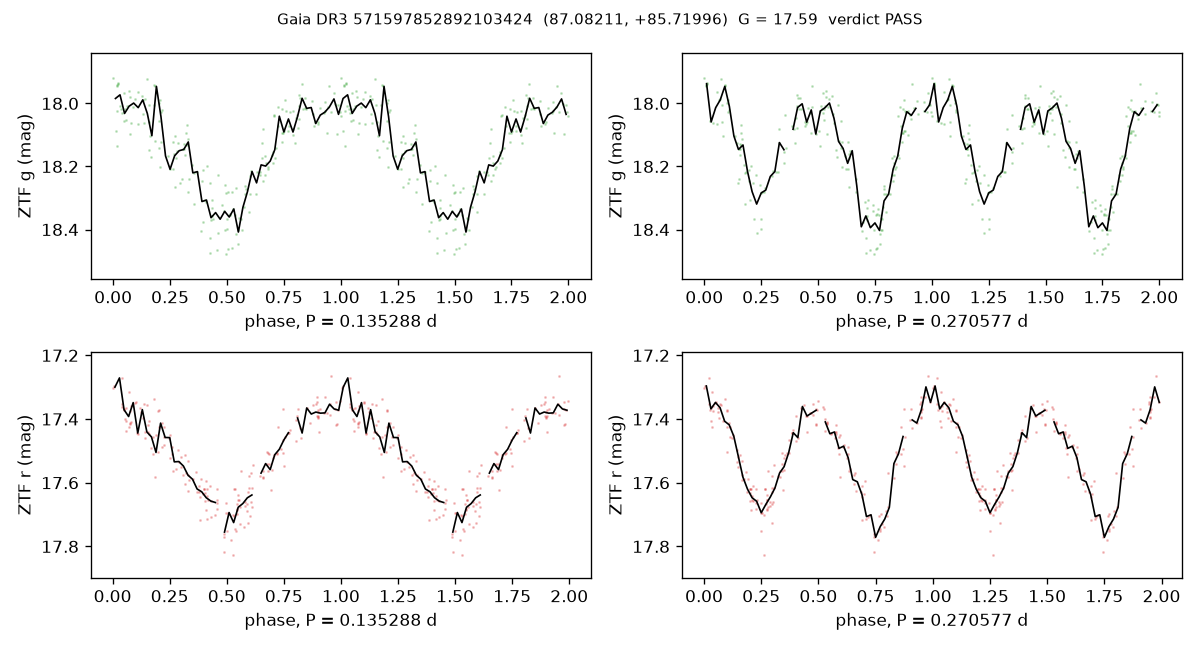 Gaia DR3 571597852892103424 (87.08211, +85.71996) G = 17.59 verdict PASS
ZTF g (mag)
18.0
18.2
18.4
0.00 0.25 0.50 0.75 1.00 1.25 1.50 1.75 2.00
phase, P = 0.135288 d
ZTF g (mag)
18.0
18.2
18.4
0.00 0.25 0.50 0.75 1.00 1.25 1.50 1.75 2.00
phase, P = 0.270577 d
ZTF r (mag)
17.2
17.4
17.6
17.8
0.00 0.25 0.50 0.75 1.00 1.25 1.50 1.75 2.00
phase, P = 0.135288 d
ZTF r (mag)
17.2
17.4
17.6
17.8
0.00 0.25 0.50 0.75 1.00 1.25 1.50 1.75 2.00
phase, P = 0.270577 d